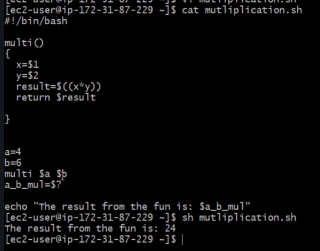 [ec2-user@ip-172-31-87-229 ~]$ vi mutliplication.sh
[ec2-user@ip-172-31-87-229 ~]$ cat mutliplication.sh
#!/bin/bash
multi()
{
x=$1
y=$2
result=$((x*y))
return $result
}
a=4
b=6
multi $a $b
a_b_mul=$?
echo "The result from the fun is: $a_b_mul"
[ec2-user@ip-172-31-87-229 ~]$ sh mutliplication.sh
The result from the fun is: 24
[ec2-user@ip-172-31-87-229 ~]$